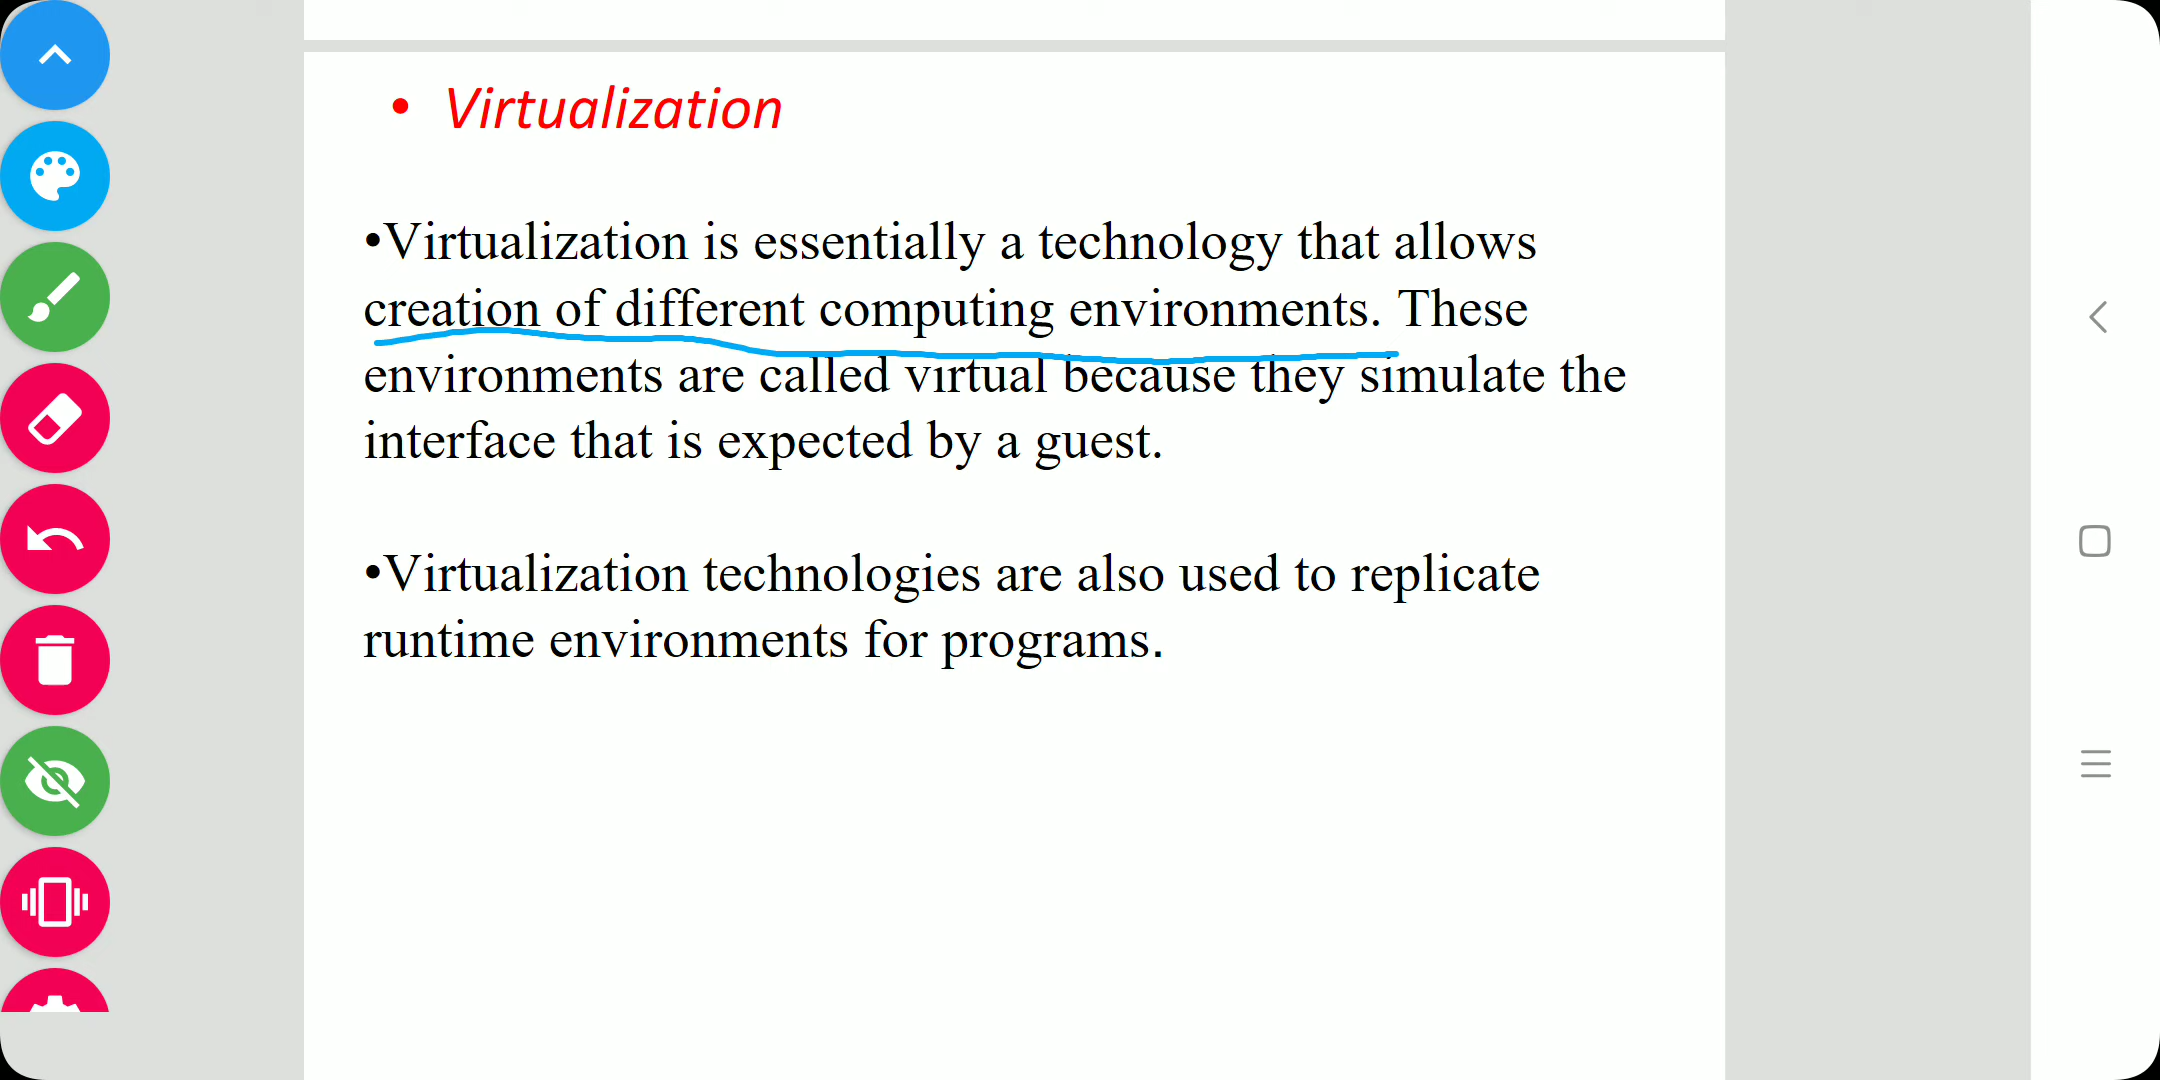 • Virtualization
•Virtualization is essentially a technology that allows
creation of different computing environments. These
environments are called virtual because they simulate the
interface that is expected by a guest.
•Virtualization technologies are also used to replicate
runtime environments for programs.